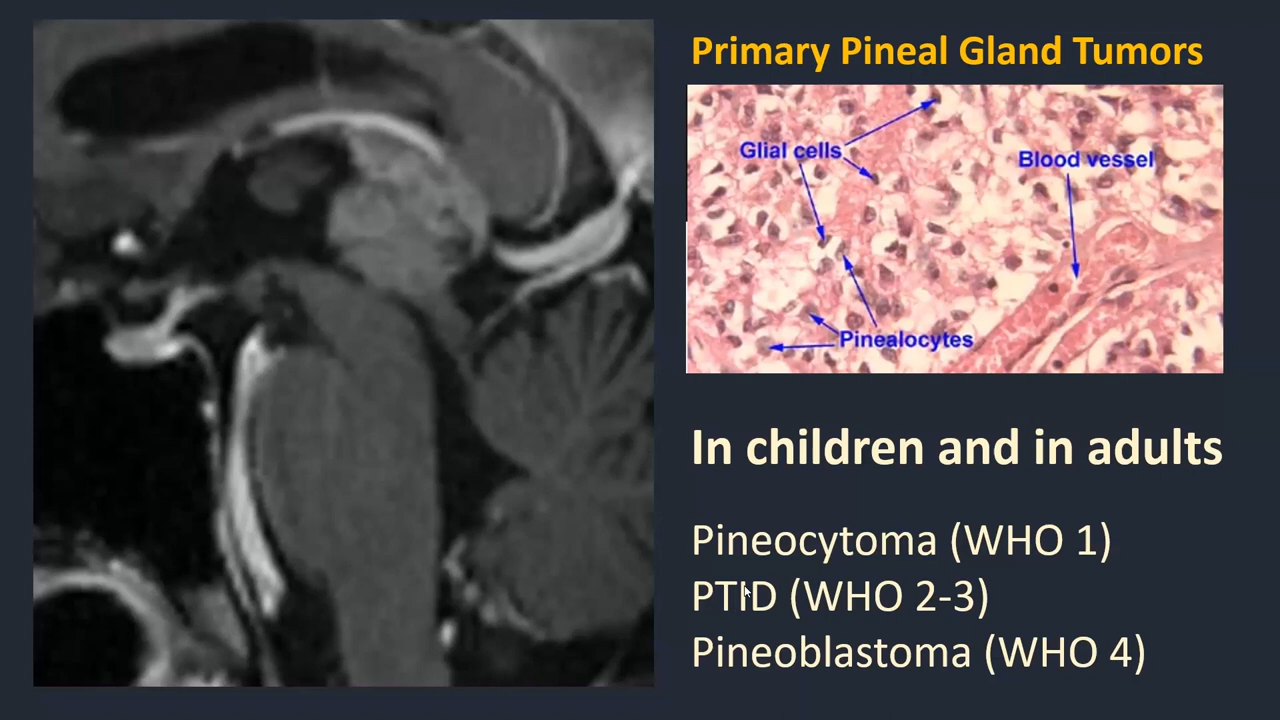 Primary Pineal Gland Tumors
Glial cells
Blood vessel
Pinealocytes
In children and in adults
Pineocytoma (WHO 1)
PTID (WHO 2-3)
Pineoblastoma (WHO 4)